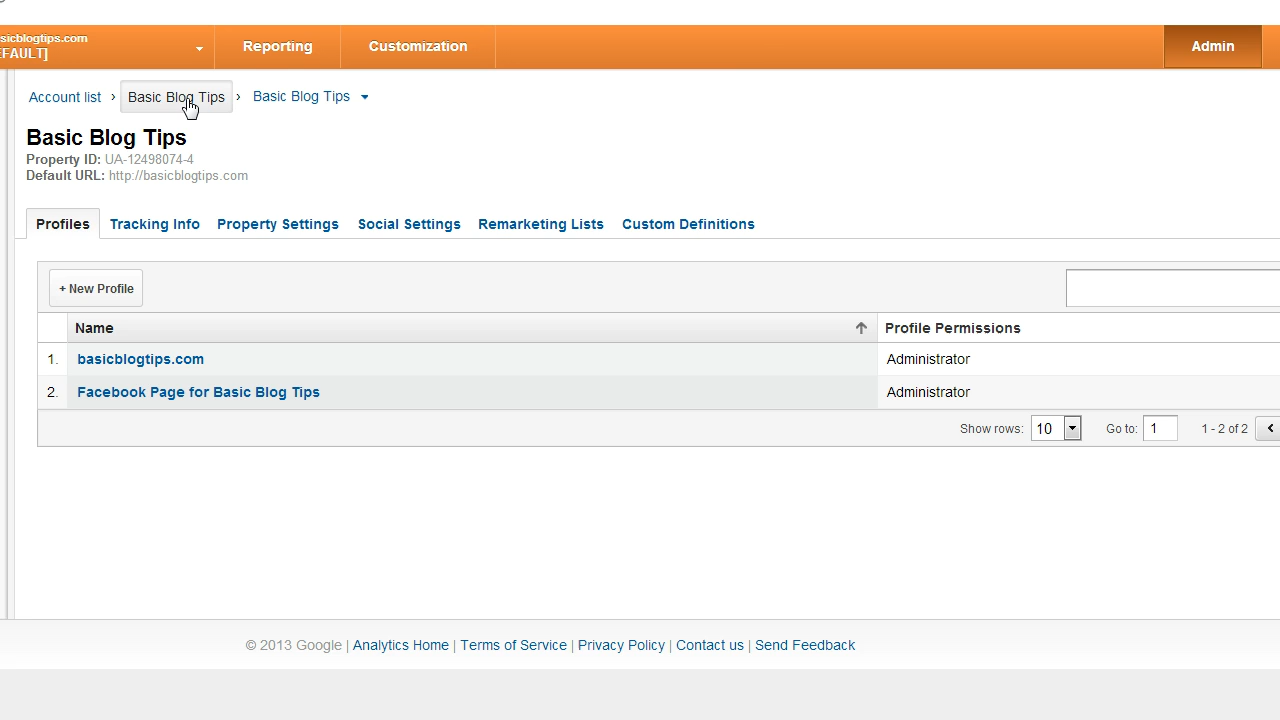 sicblogtips.com
EFAULT]
Reporting
Customization
Admin
Account list › Basic Blog Tips › Basic Blog Tips
Basic Blog Tips
Property ID: UA-12498074-4
Default URL: http://basicblogtips.com
Profiles Tracking Info Property Settings Social Settings Remarketing Lists Custom Definitions
+ New Profile
Name Profile Permissions
1. basicblogtips.com Administrator
2. Facebook Page for Basic Blog Tips Administrator
Show rows: 10 Go to: 1 1 - 2 of 2
© 2013 Google | Analytics Home | Terms of Service | Privacy Policy | Contact us | Send Feedback